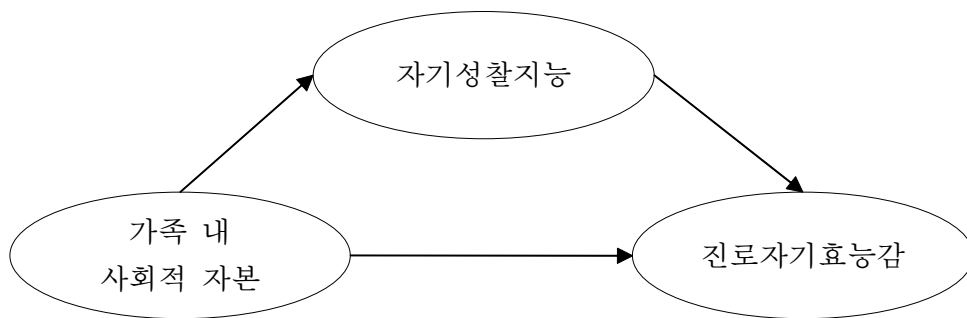 자기성찰지능
가족 내
사회적 자본
진로자기효능감